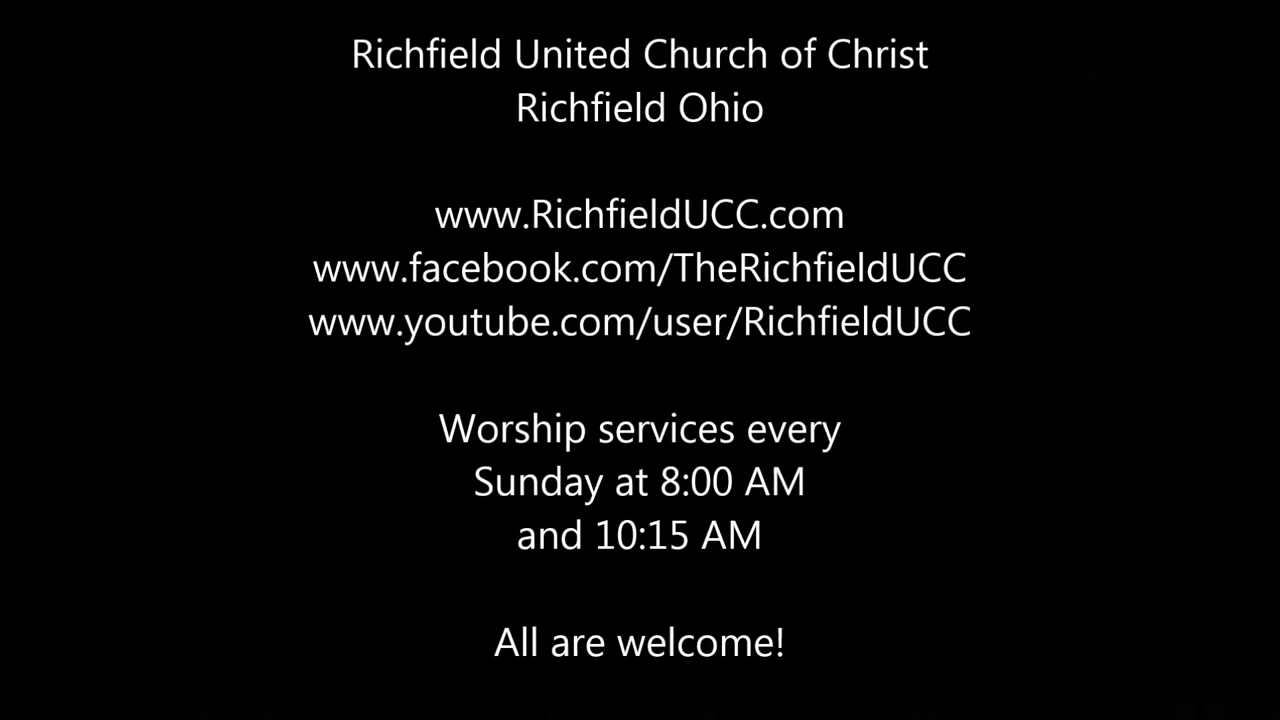 Richfield United Church of Christ
Richfield Ohio
www.RichfieldUCC.com
www.facebook.com/TheRichfieldUCC
www.youtube.com/user/RichfieldUCC
Worship services every
Sunday at 8:00 AM
and 10:15 AM
All are welcome!